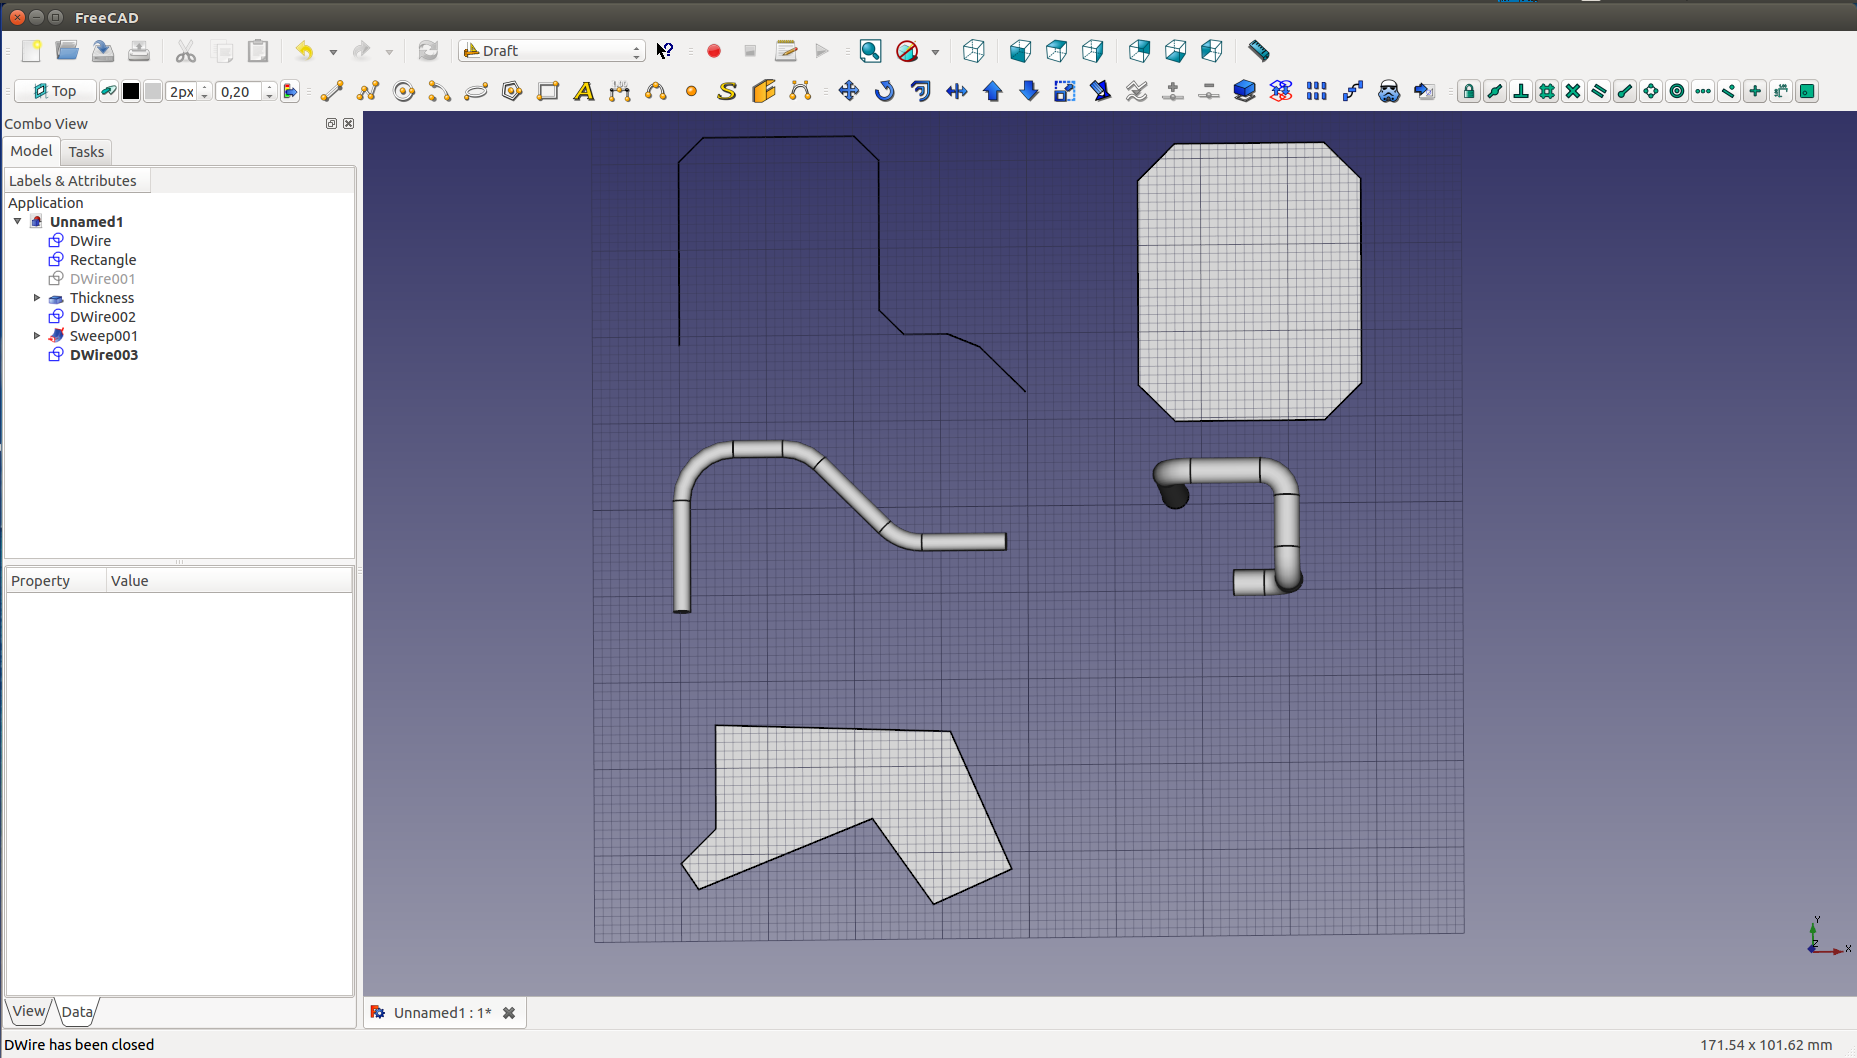 FreeCAD
Draft
Top
2px
0,20
Combo View
Model
Tasks
Labels & Attributes
Application
Unnamed1
DWire
Rectangle
DWire001
Thickness
DWire002
Sweep001
DWire003
Property Value
View
Data
Unnamed1 : 1*
Y
Z
X
DWire has been closed
171.54 x 101.62 mm